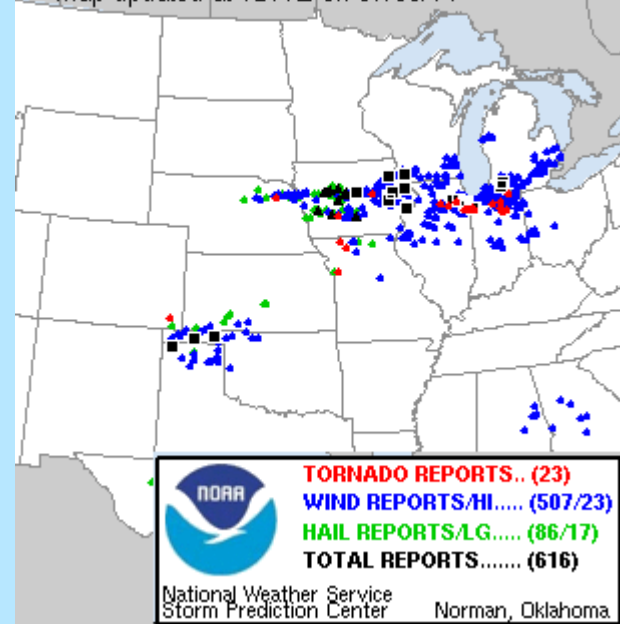 NOAA
TORNADO REPORTS.. (23)
WIND REPORTS/HI..... (507/23)
HAIL REPORTS/LG..... (86/17)
TOTAL REPORTS....... (616)
National Weather Service
Storm Prediction Center Norman, Oklahoma